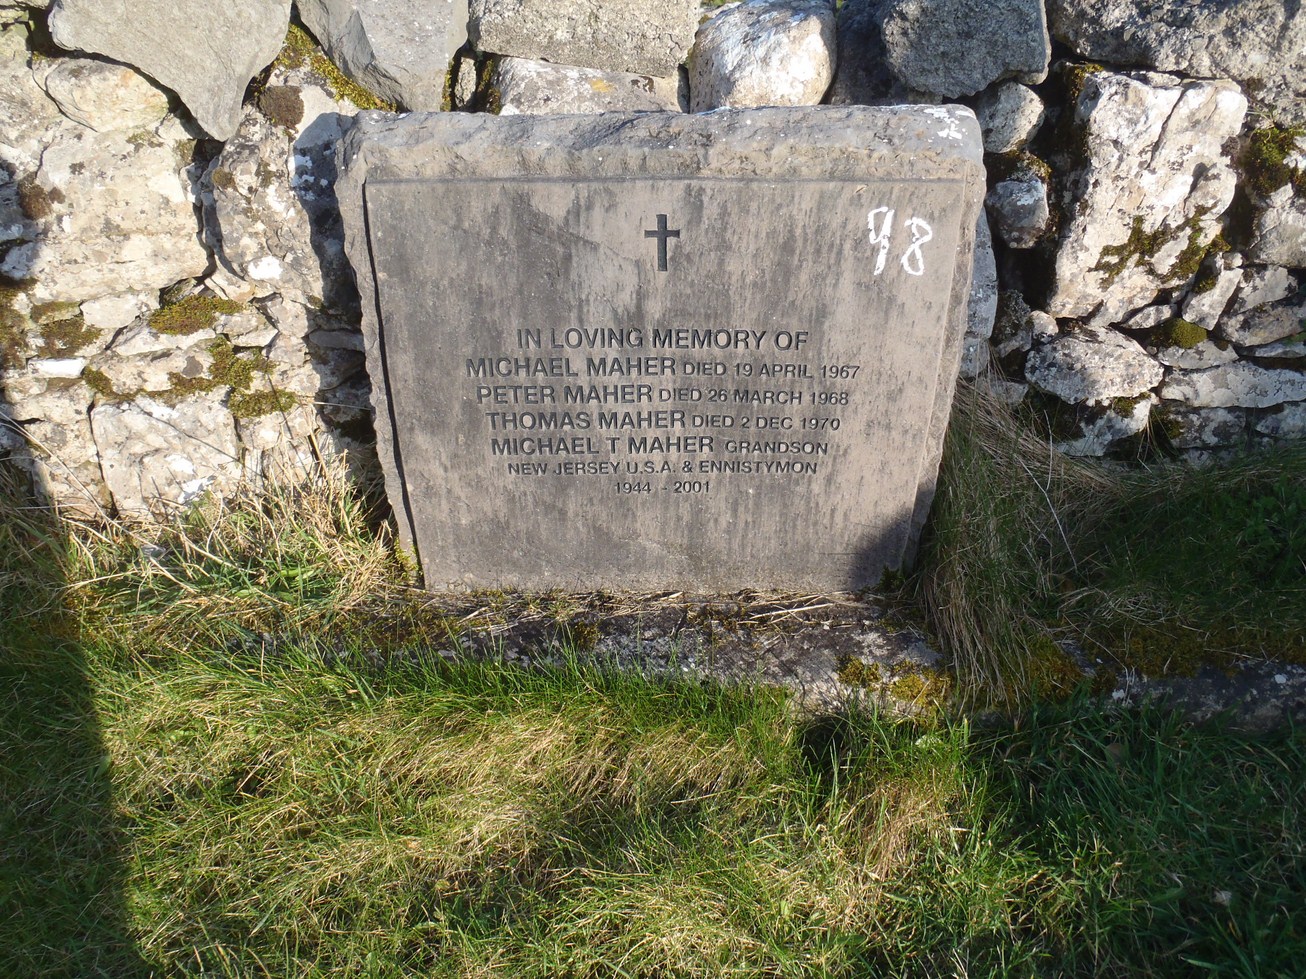 98
IN LOVING MEMORY OF
MICHAEL MAHER DIED 19 APRIL 1967
PETER MAHER DIED 26 MARCH 1968
THOMAS MAHER DIED 2 DEC 1970
MICHAEL T MAHER GRANDSON
NEW JERSEY U.S.A. & ENNISTYMON
1944 - 2001